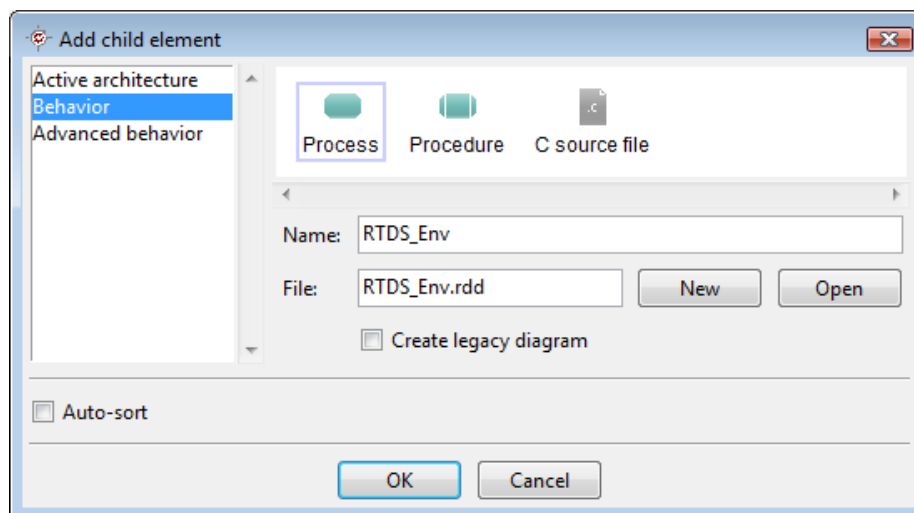 Add child element
Active architecture
Behavior
Advanced behavior
.c
Process Procedure C source file
Name: RTDS_Env
File: RTDS_Env.rdd New Open
Create legacy diagram
Auto-sort
OK Cancel